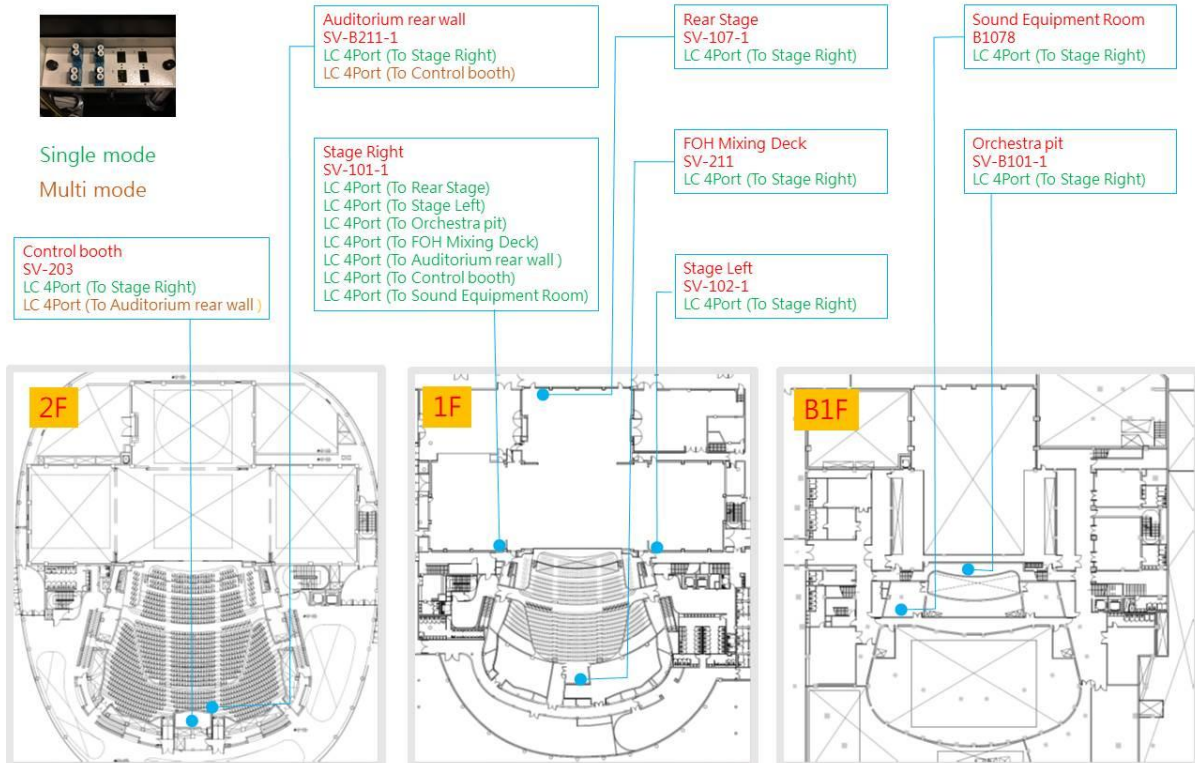 Auditorium rear wall
SV-B211-1
LC 4Port (To Stage Right)
LC 4Port (To Control booth)
Rear Stage
SV-107-1
LC 4Port (To Stage Right)
Sound Equipment Room
B1078
LC 4Port (To Stage Right)
Single mode
Multi mode
Stage Right
SV-101-1
LC 4Port (To Rear Stage)
LC 4Port (To Stage Left)
LC 4Port (To Orchestra pit)
LC 4Port (To FOH Mixing Deck)
LC 4Port (To Auditorium rear wall )
LC 4Port (To Control booth)
LC 4Port (To Sound Equipment Room)
FOH Mixing Deck
SV-211
LC 4Port (To Stage Right)
Orchestra pit
SV-B101-1
LC 4Port (To Stage Right)
Control booth
SV-203
LC 4Port (To Stage Right)
LC 4Port (To Auditorium rear wall )
Stage Left
SV-102-1
LC 4Port (To Stage Right)
2F
1F
B1F